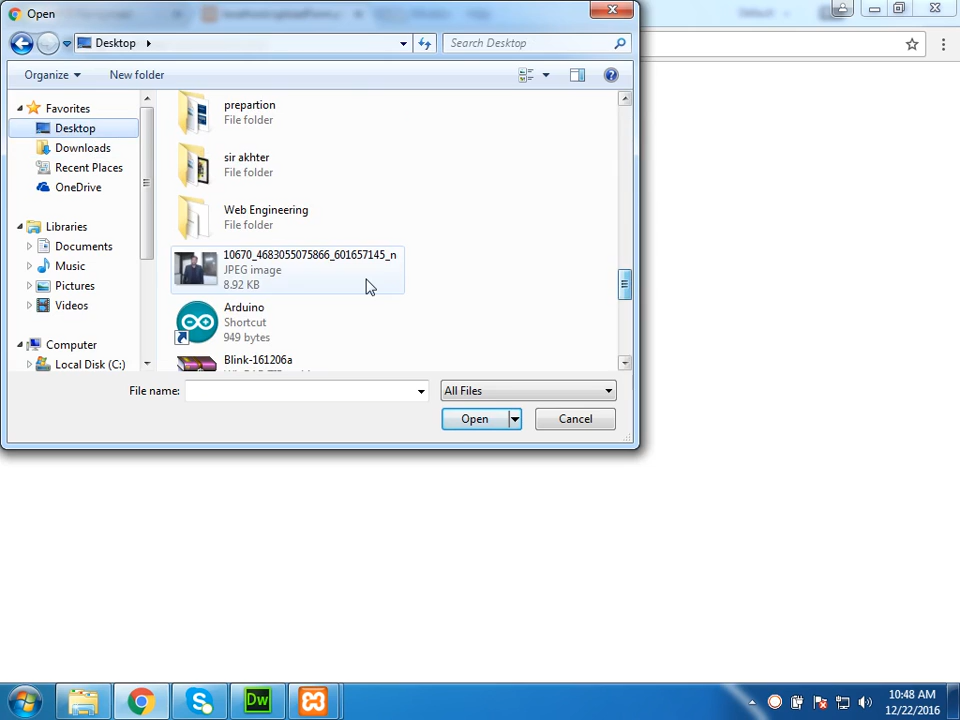 Open
Desktop
Search Desktop
Organize
New folder
Favorites
Desktop
Downloads
Recent Places
OneDrive
Libraries
Documents
Music
Pictures
Videos
Computer
Local Disk (C:)
prepartion
File folder
sir akhter
File folder
Web Engineering
File folder
10670_4683055075866_601657145_n
JPEG image
8.92 KB
Arduino
Shortcut
949 bytes
Blink-161206a
File name:
All Files
Open
Cancel
Dw
10:48 AM
12/22/2016